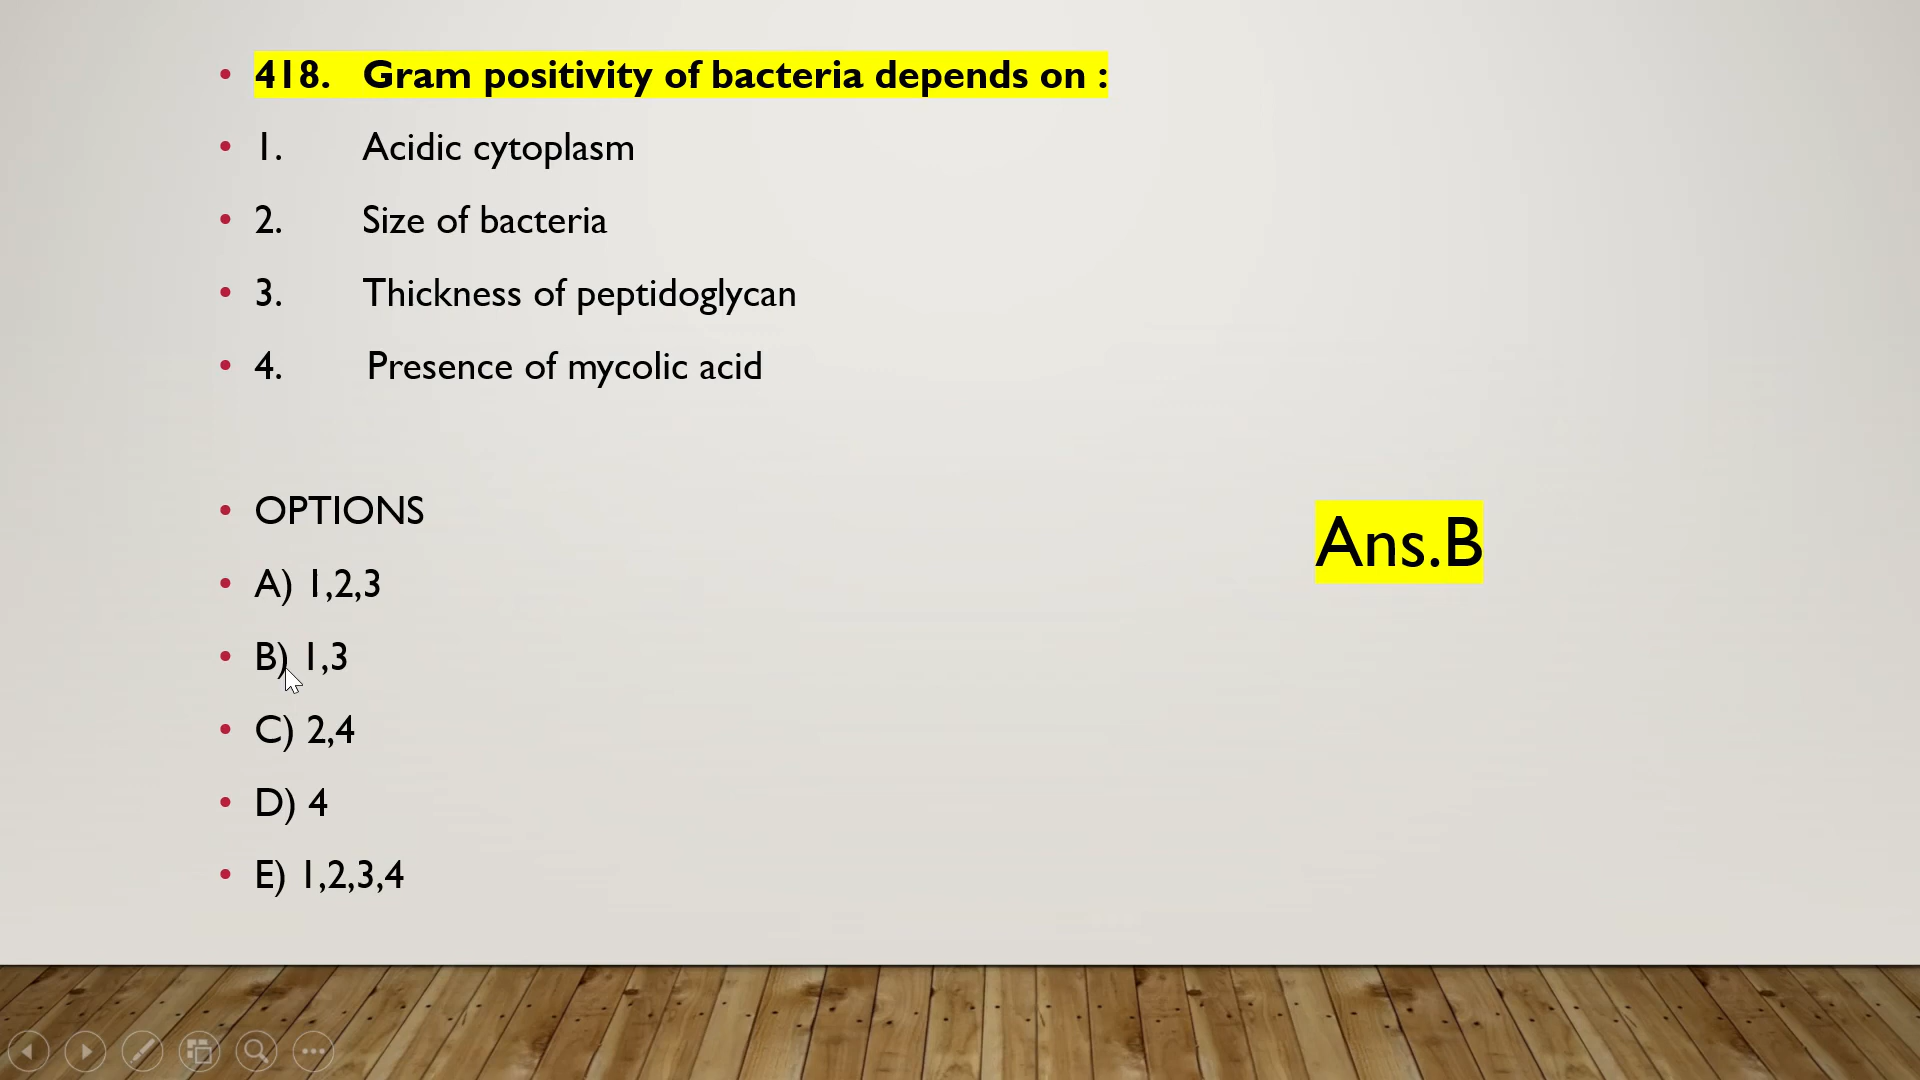 418. Gram positivity of bacteria depends on :
1. Acidic cytoplasm
2. Size of bacteria
3. Thickness of peptidoglycan
4. Presence of mycolic acid
OPTIONS
A) 1,2,3
B) 1,3
C) 2,4
D) 4
E) 1,2,3,4
Ans.B